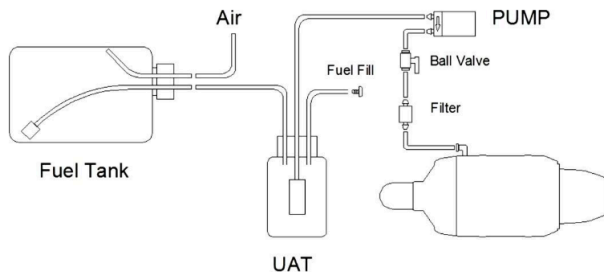 Air
PUMP
Ball Valve
Fuel Fill
Filter
Fuel Tank
UAT